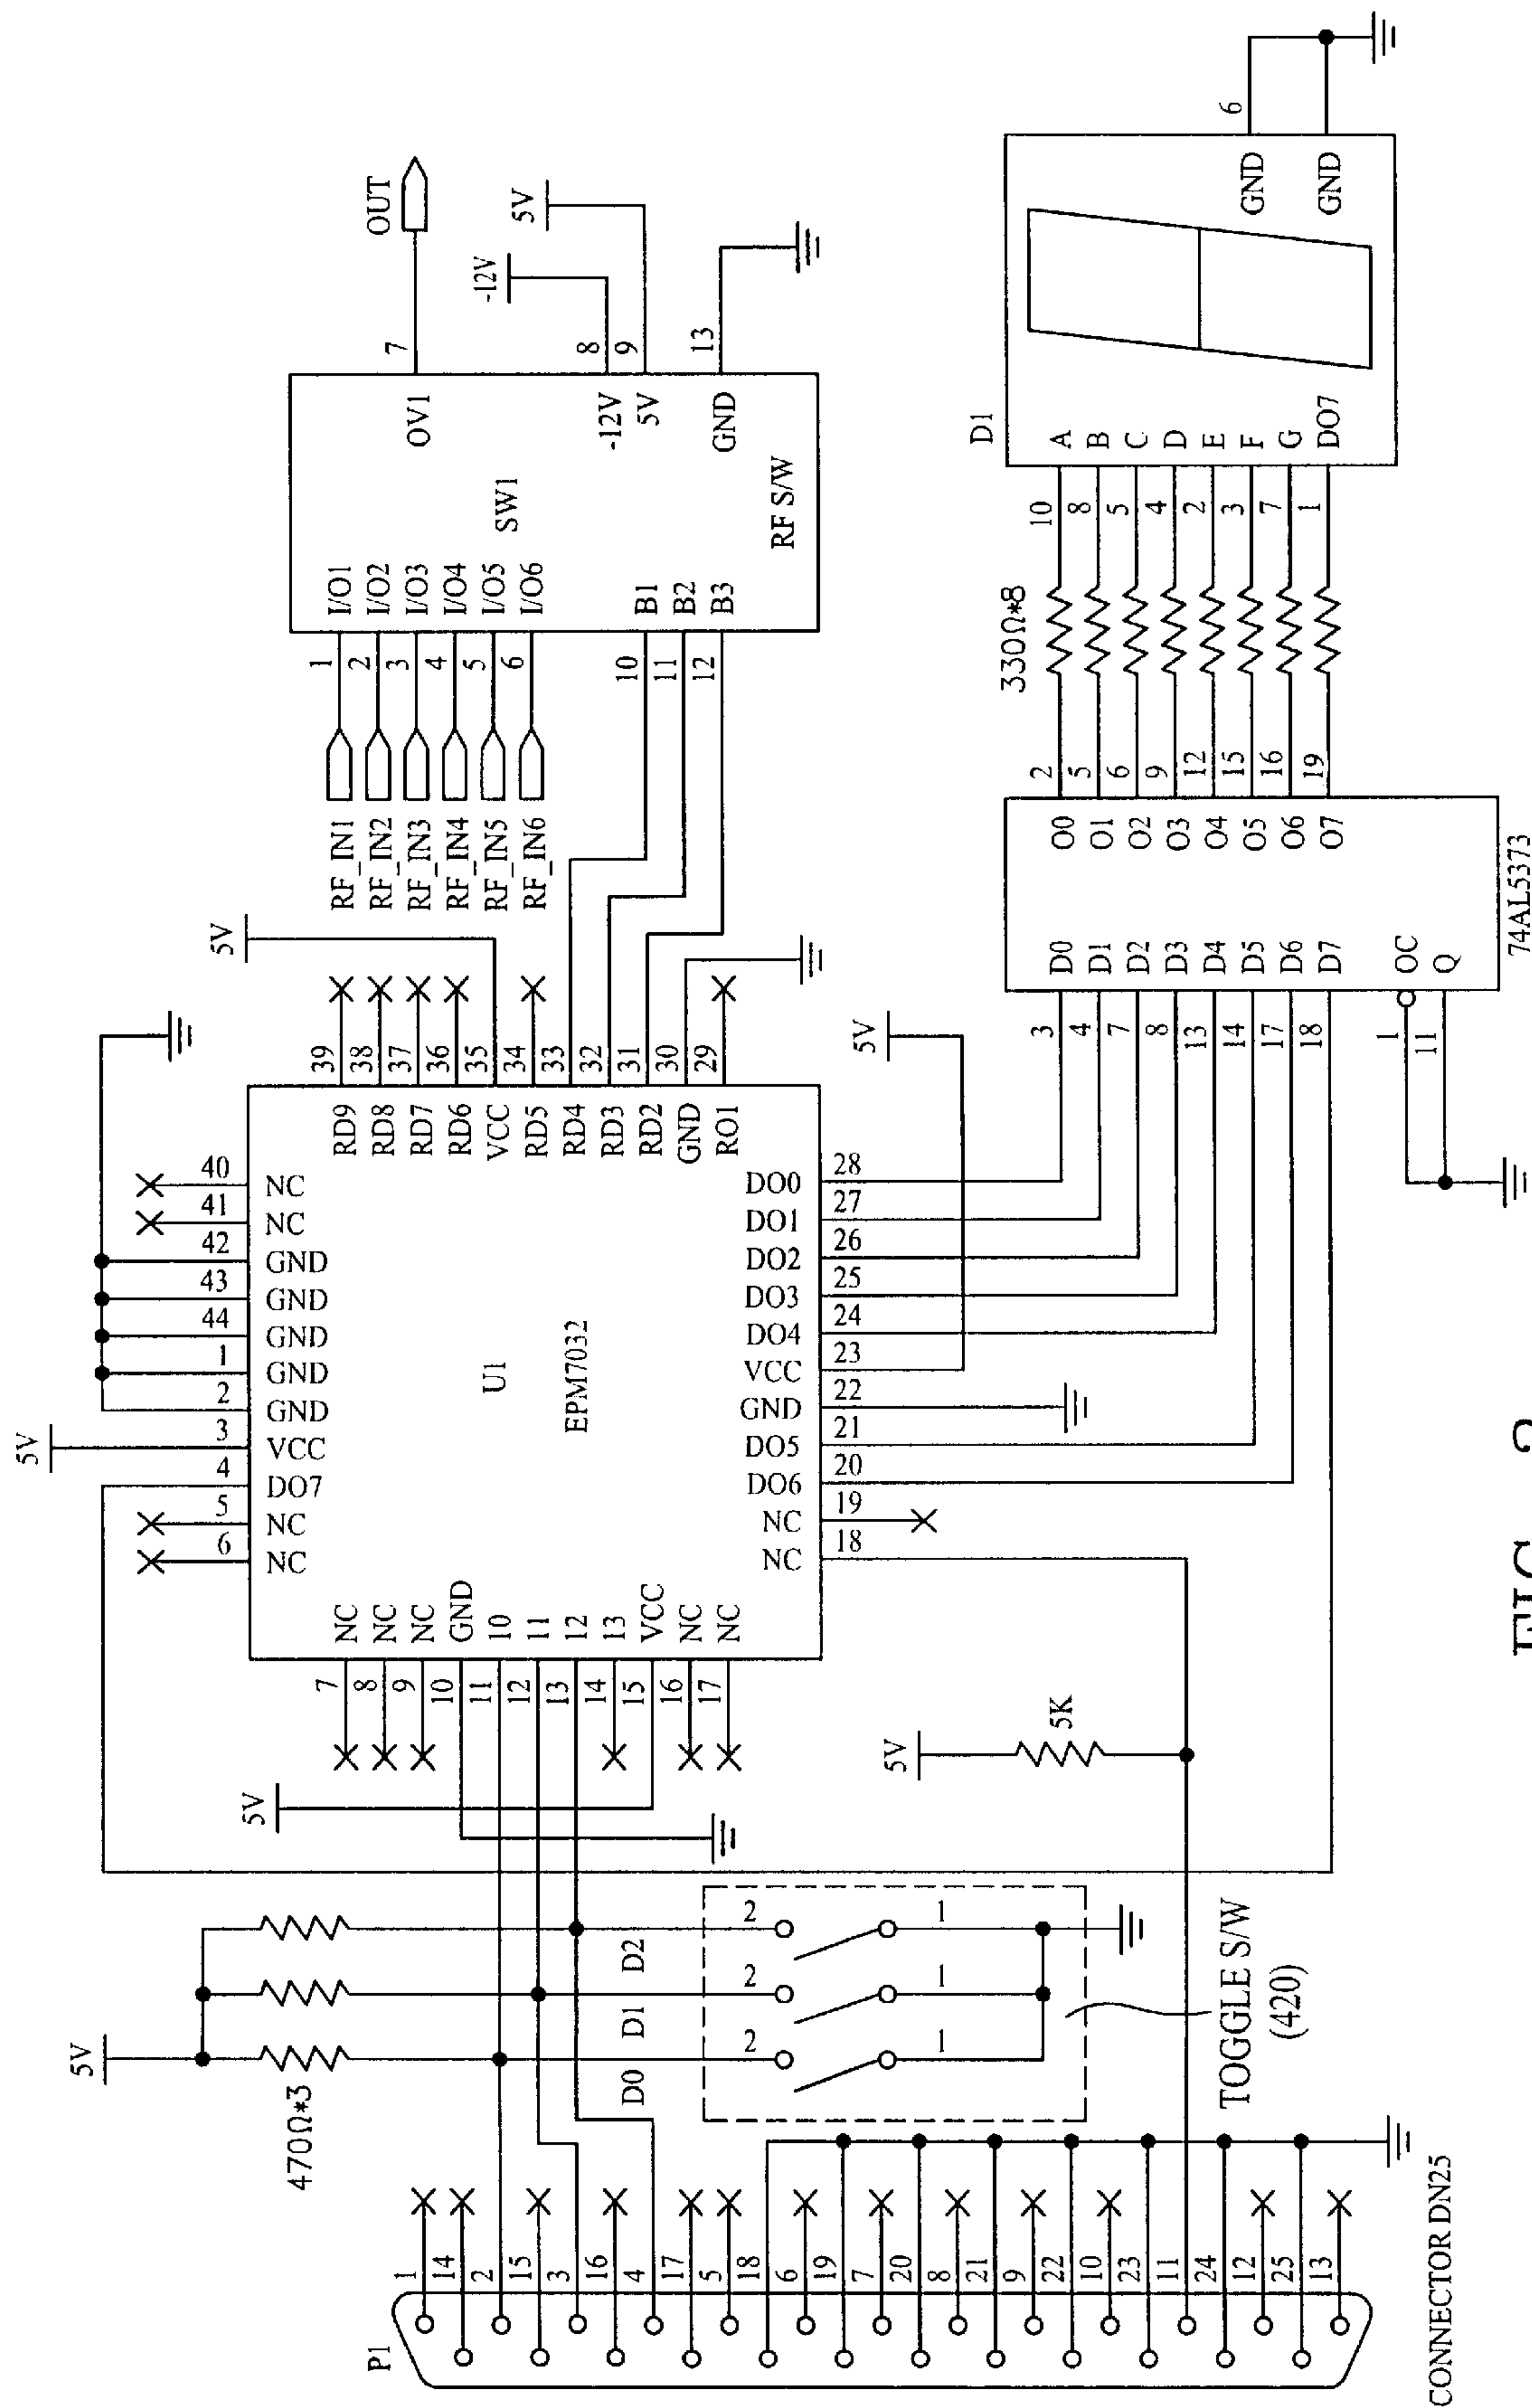 P1
CONNECTOR DN25
1
14
2
15
3
16
4
17
5
18
6
19
7
20
8
21
9
22
10
23
11
24
12
25
13
5V
470Ω*3
D0
D1
D2
2
2
2
1
1
1
TOGGLE S/W
(420)
5V
5K
5V
7 NC
8 NC
9 NC
10 GND
11 10
12 11
13 12
14 13
15 VCC
16 NC
17 NC
U1
EPM7032
5V
40 NC
41 NC
42 GND
43 GND
44 GND
1 GND
2 GND
3 VCC
4 DO7
5 NC
6 NC
DO0 28
DO1 27
DO2 26
DO3 25
DO4 24
VCC 23
GND 22
DO5 21
DO6 20
NC 19
NC 18
RD9 39
RD8 38
RD7 37
RD6 36
VCC 35
RD5 34
RD4 33
RD3 32
RD2 31
GND 30
RO1 29
5V
5V
RF_IN1 1 I/O1
RF_IN2 2 I/O2
RF_IN3 3 I/O3
RF_IN4 4 I/O4
RF_IN5 5 I/O5
RF_IN6 6 I/O6
10 B1
11 B2
12 B3
SW1
RF S/W
OV1 7
OUT
-12V 8
-12V
5V 9
5V
GND 13
3 D0
4 D1
7 D2
8 D3
13 D4
14 D5
17 D6
18 D7
1 OC
11 Q
O0 2
O1 5
O2 6
O3 9
O4 12
O5 15
O6 16
O7 19
74AL5373
330Ω*8
D1
10 A
8 B
5 C
4 D
2 E
3 F
7 G
1 DO7
GND 6
GND